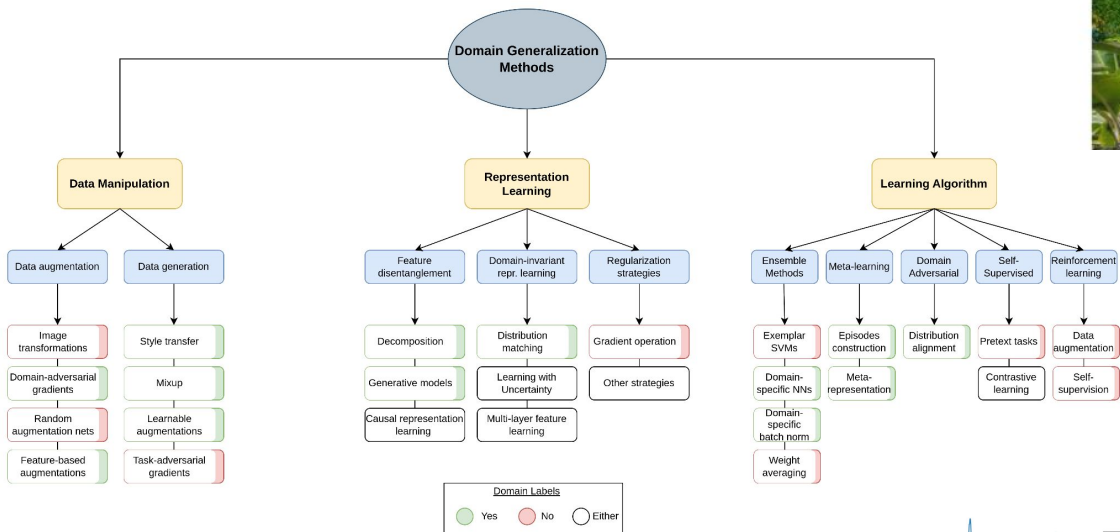 Domain Generalization
Methods
Data Manipulation
Representation
Learning
Learning Algorithm
Data augmentation
Data generation
Feature
disentanglement
Domain-invariant
repr. learning
Regularization
strategies
Ensemble
Methods
Meta-learning
Domain
Adversarial
Self-
Supervised
Reinforcement
learning
Image
transformations
Domain-adversarial
gradients
Random
augmentation nets
Feature-based
augmentations
Style transfer
Mixup
Learnable
augmentations
Task-adversarial
gradients
Decomposition
Generative models
Causal representation
learning
Distribution
matching
Learning with
Uncertainty
Multi-layer feature
learning
Gradient operation
Other strategies
Exemplar
SVMs
Domain-
specific NNs
Domain-
specific
batch norm
Weight
averaging
Episodes
construction
Meta-
representation
Distribution
alignment
Pretext tasks
Contrastive
learning
Data
augmentation
Self-
supervision
Domain Labels
Yes
No
Either